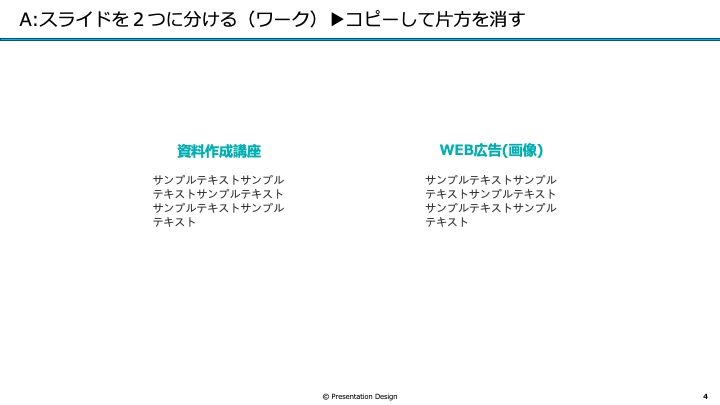 A:スライドを２つに分ける（ワーク）▶コピーして片方を消す
資料作成講座
サンプルテキストサンプル
テキストサンプルテキスト
サンプルテキストサンプル
テキスト
WEB広告(画像)
サンプルテキストサンプル
テキストサンプルテキスト
サンプルテキストサンプル
テキスト
© Presentation Design
4